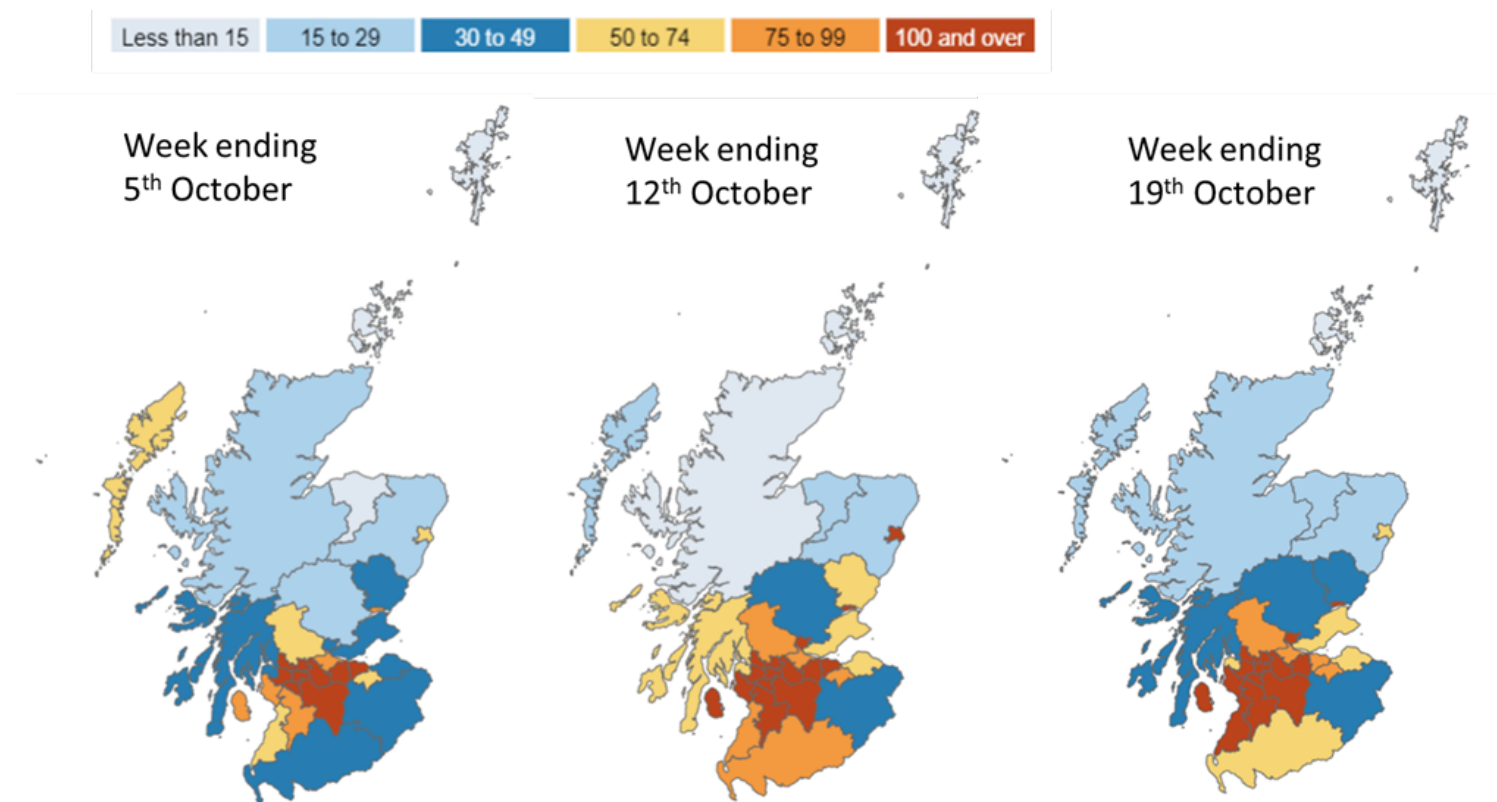 Less than 15 15 to 29 30 to 49 50 to 74 75 to 99 100 and over
Week ending
5th October
Week ending
12th October
Week ending
19th October